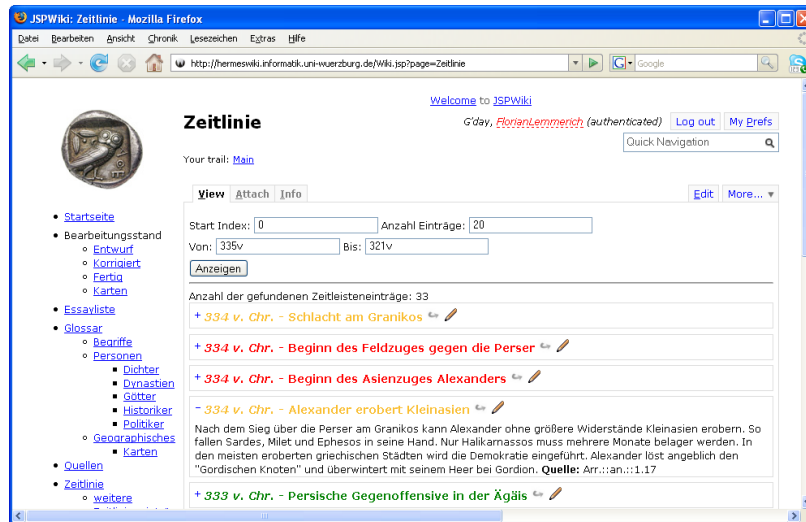 JSPWiki: Zeitlinie - Mozilla Firefox
Datei Bearbeiten Ansicht Chronik Lesezeichen Extras Hilfe
http://hermeswiki.informatik.uni-wuerzburg.de/Wiki.jsp?page=Zeitlinie
G Google
Welcome to JSPWiki
Zeitlinie
G'day, FlorianLemmerich (authenticated) Log out My Prefs
Quick Navigation
Your trail: Main
View Attach Info Edit More...
Startseite
Bearbeitungsstand
Entwurf
Korrigiert
Fertig
Karten
Essayliste
Glossar
Begriffe
Personen
Dichter
Dynastien
Götter
Historiker
Politiker
Geographisches
Karten
Quellen
Zeitlinie
weitere
Start Index: 0 Anzahl Einträge: 20
Von: 335v Bis: 321v
Anzeigen
Anzahl der gefundenen Zeitleisteneinträge: 33
+ 334 v. Chr. - Schlacht am Granikos
+ 334 v. Chr. - Beginn des Feldzuges gegen die Perser
+ 334 v. Chr. - Beginn des Asienzuges Alexanders
- 334 v. Chr. - Alexander erobert Kleinasien
Nach dem Sieg über die Perser am Granikos kann Alexander ohne größere Widerstände Kleinasien erobern. So
fallen Sardes, Milet und Ephesos in seine Hand. Nur Halikarnassos muss mehrere Monate belager werden. In
den meisten eroberten griechischen Städten wird die Demokratie eingeführt. Alexander löst angeblich den
"Gordischen Knoten" und überwintert mit seinem Heer bei Gordion. Quelle: Arr.::an.::1.17
+ 333 v. Chr. - Persische Gegenoffensive in der Ägäis